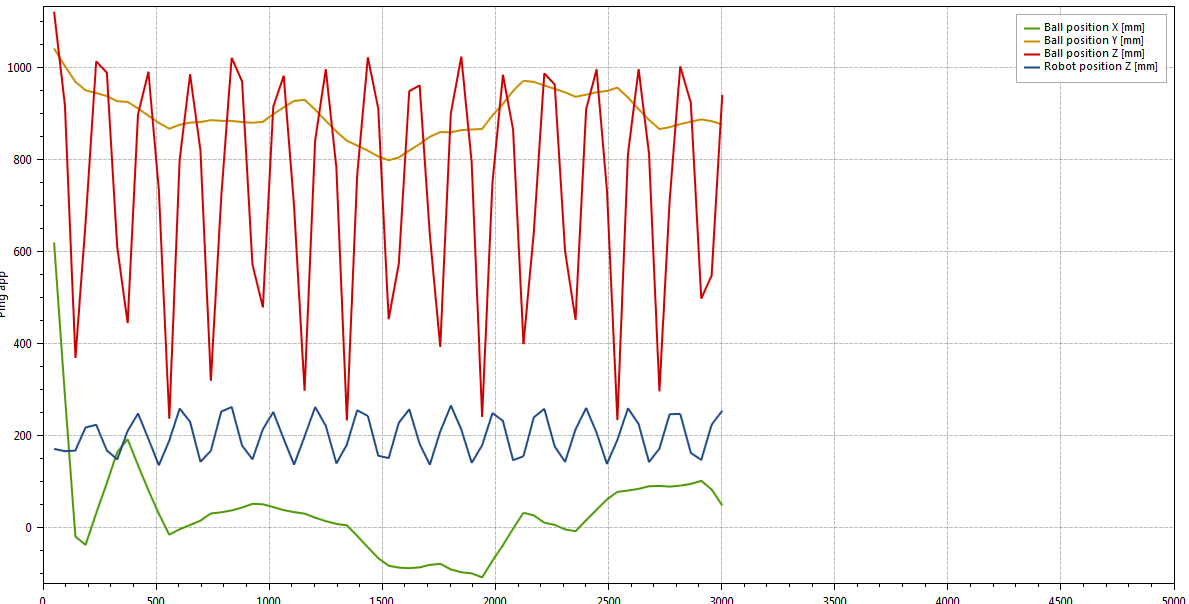 Ball position X [mm]
Ball position Y [mm]
Ball position Z [mm]
Robot position Z [mm]
1000
800
600
400
200
0
Ping app
0 500 1000 1500 2000 2500 3000 3500 4000 4500 5000